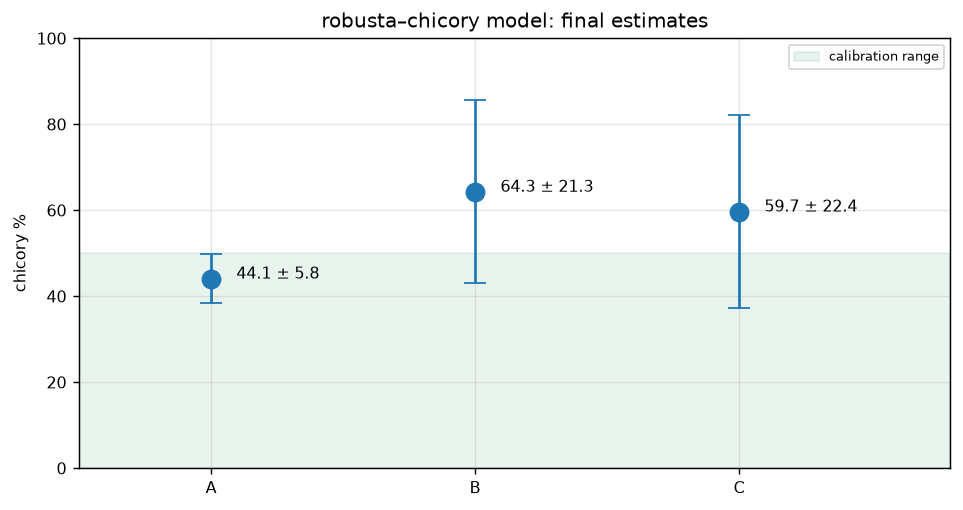 robusta–chicory model: final estimates
calibration range
chicory %
100
80
60
40
20
0
44.1 ± 5.8
64.3 ± 21.3
59.7 ± 22.4
A
B
C